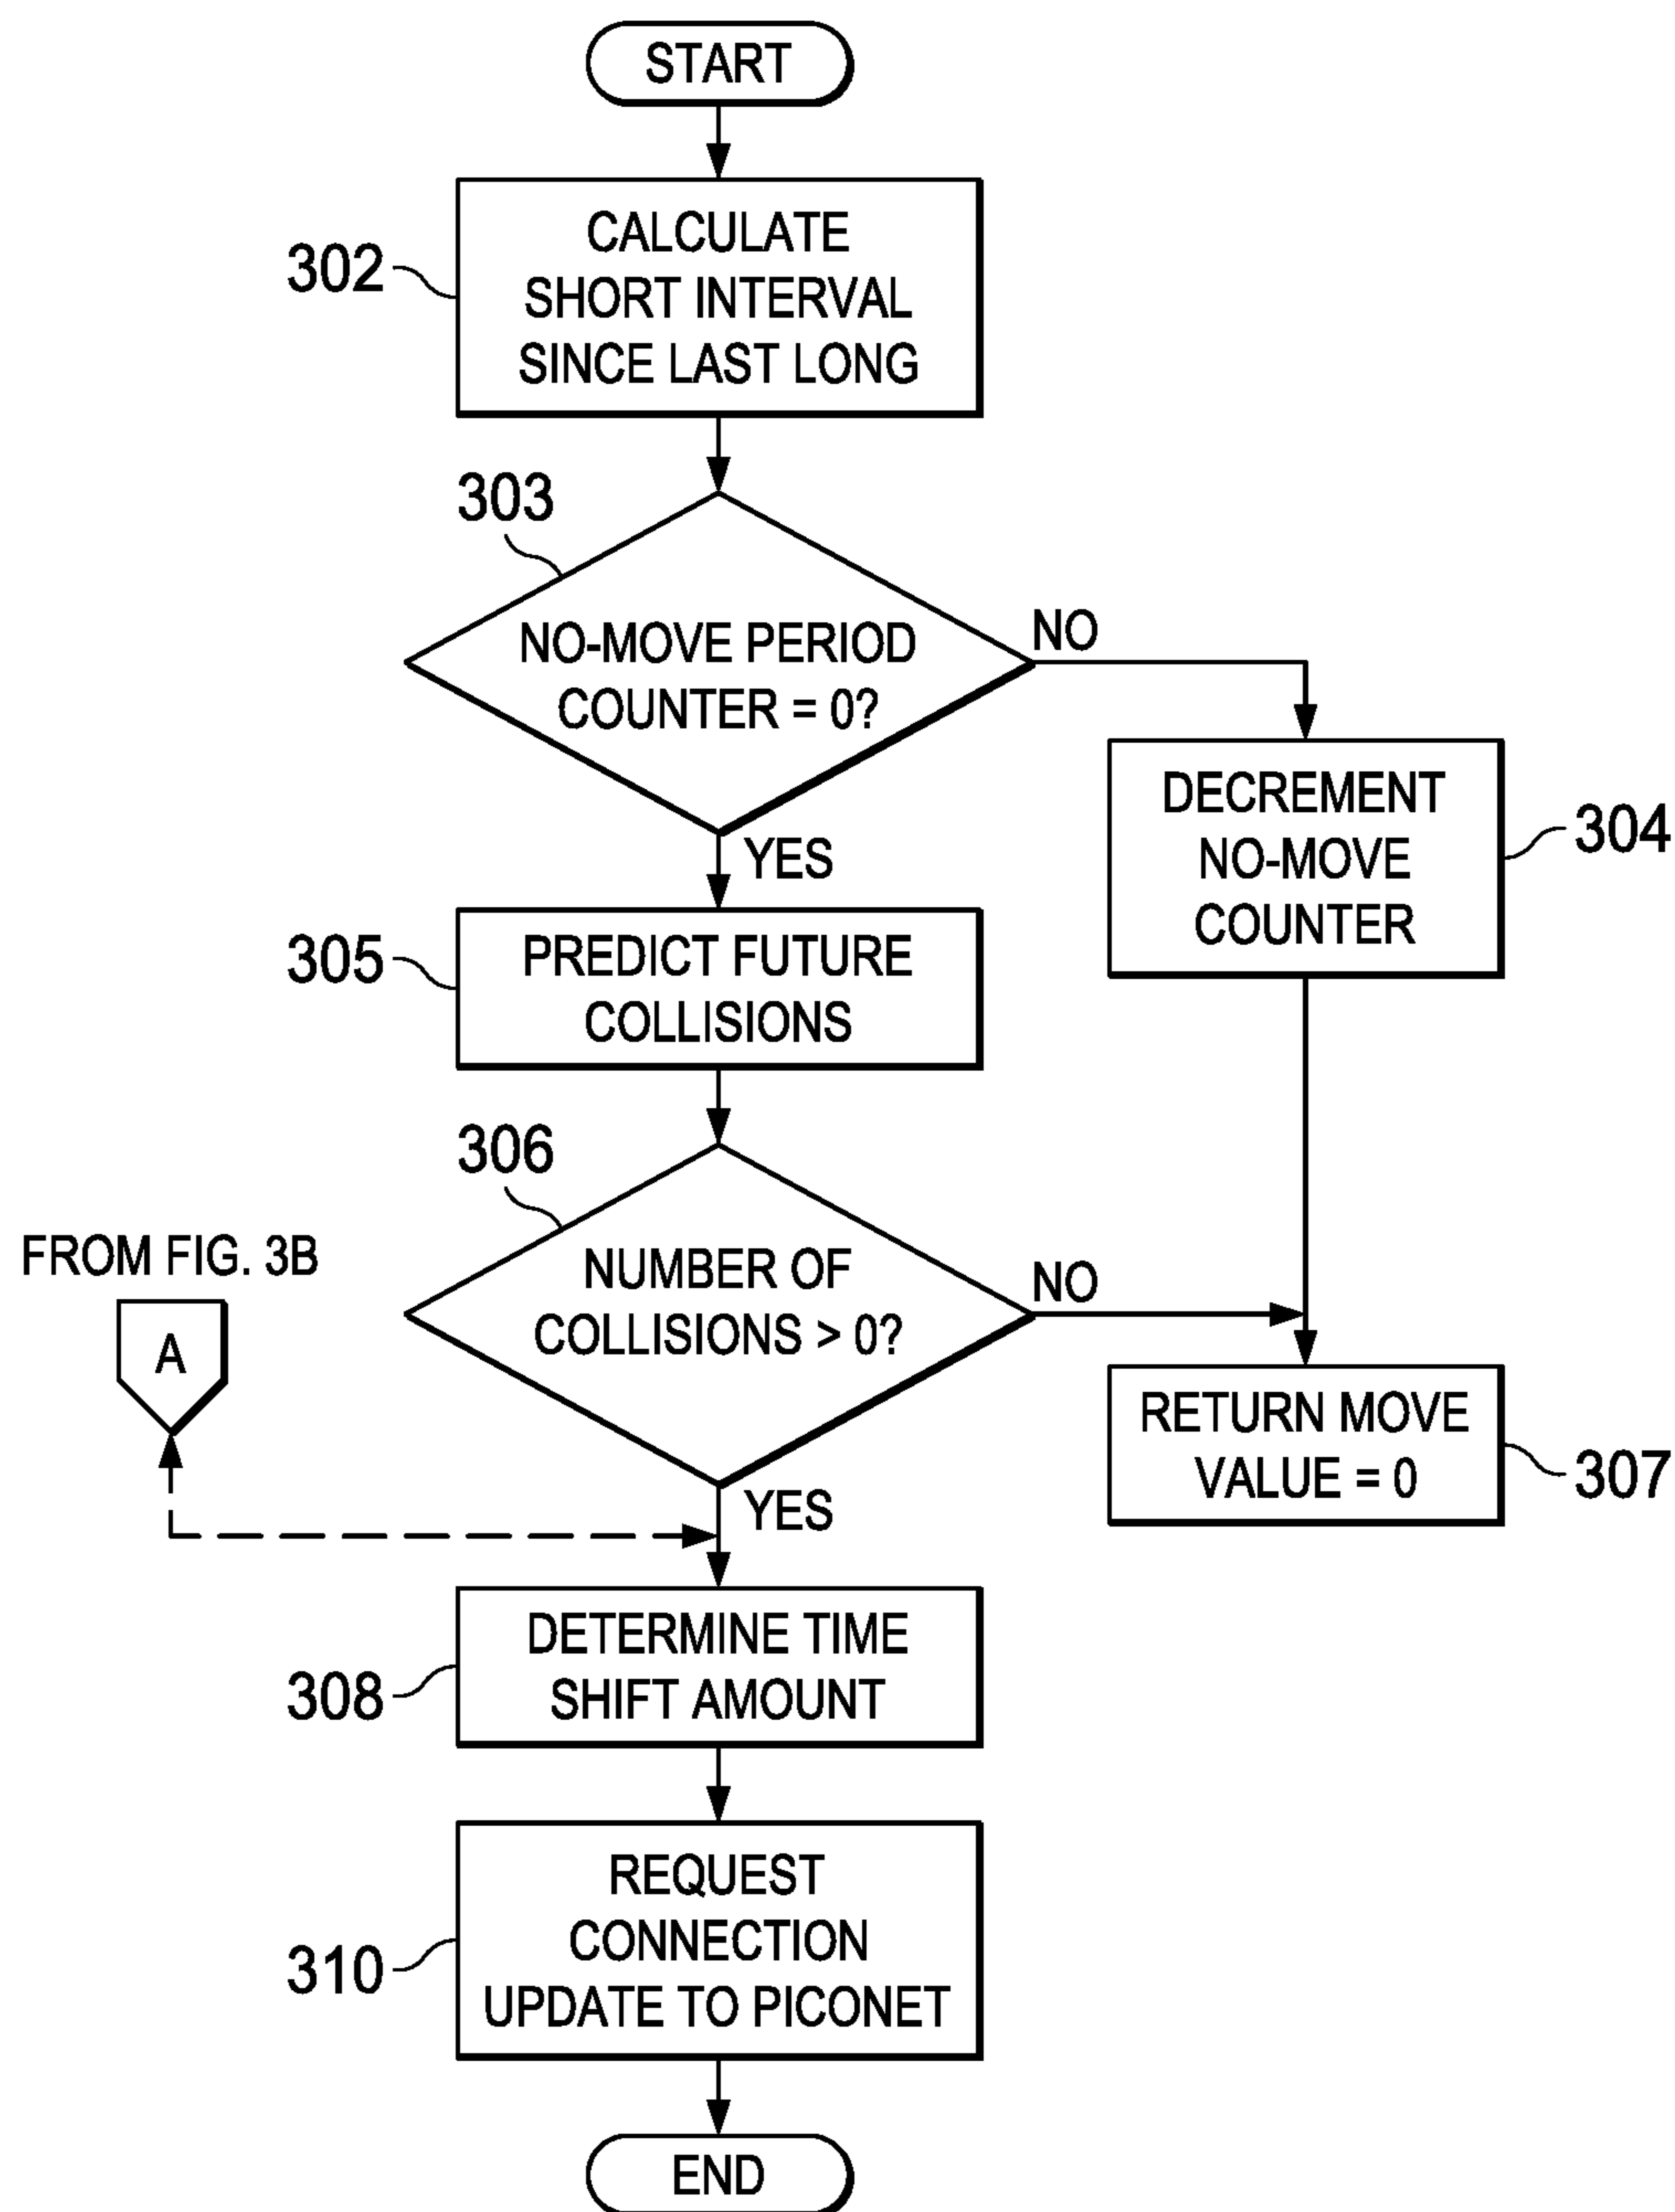 START
302
CALCULATE
SHORT INTERVAL
SINCE LAST LONG
303
NO-MOVE PERIOD
COUNTER = 0?
NO
YES
DECREMENT
NO-MOVE
COUNTER
304
305
PREDICT FUTURE
COLLISIONS
306
NUMBER OF
COLLISIONS > 0?
NO
YES
FROM FIG. 3B
A
RETURN MOVE
VALUE = 0
307
308
DETERMINE TIME
SHIFT AMOUNT
310
REQUEST
CONNECTION
UPDATE TO PICONET
END